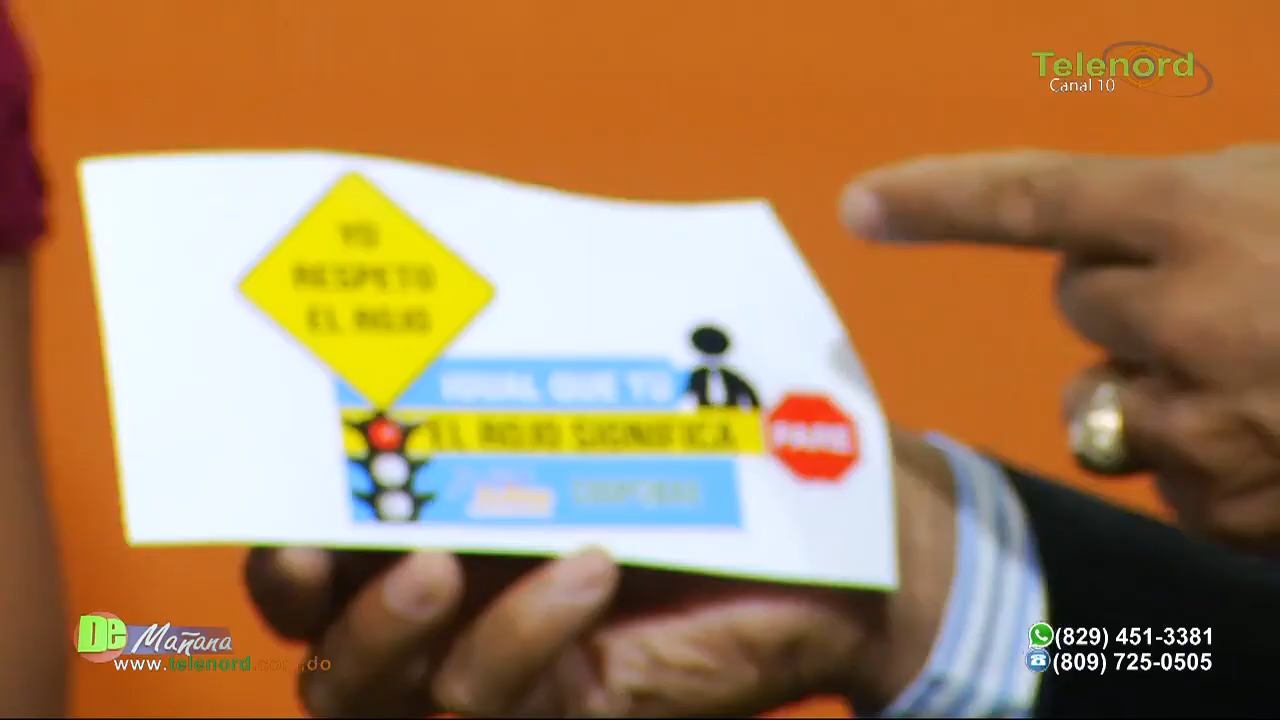 Telenord
Canal 10
YO
RESPETO
EL ROJO
IGUAL QUE TÚ
EL ROJO SIGNIFICA
PARE
De Mañana
www.telenord.com.do
(829) 451-3381
(809) 725-0505